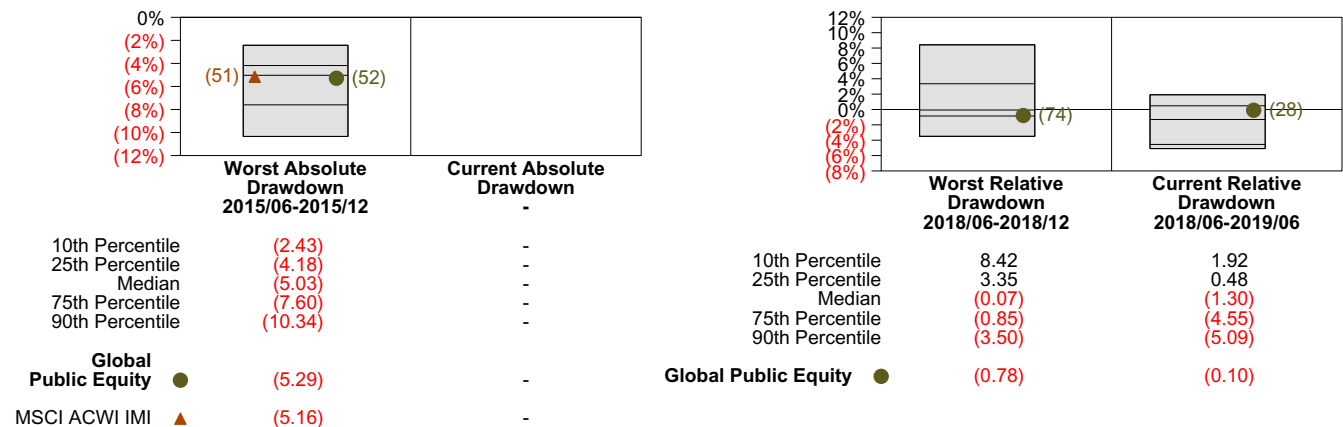 0%
(2%)
(4%)
(6%)
(8%)
(10%)
(12%)
(51)
(52)
Worst Absolute
Drawdown
2015/06-2015/12
Current Absolute
Drawdown
-
10th Percentile (2.43) -
25th Percentile (4.18) -
Median (5.03) -
75th Percentile (7.60) -
90th Percentile (10.34) -
Global
Public Equity (5.29) -
MSCI ACWI IMI (5.16) -
12%
10%
8%
6%
4%
2%
0%
(2%)
(4%)
(6%)
(8%)
(74)
(28)
Worst Relative
Drawdown
2018/06-2018/12
Current Relative
Drawdown
2018/06-2019/06
10th Percentile 8.42 1.92
25th Percentile 3.35 0.48
Median (0.07) (1.30)
75th Percentile (0.85) (4.55)
90th Percentile (3.50) (5.09)
Global Public Equity (0.78) (0.10)